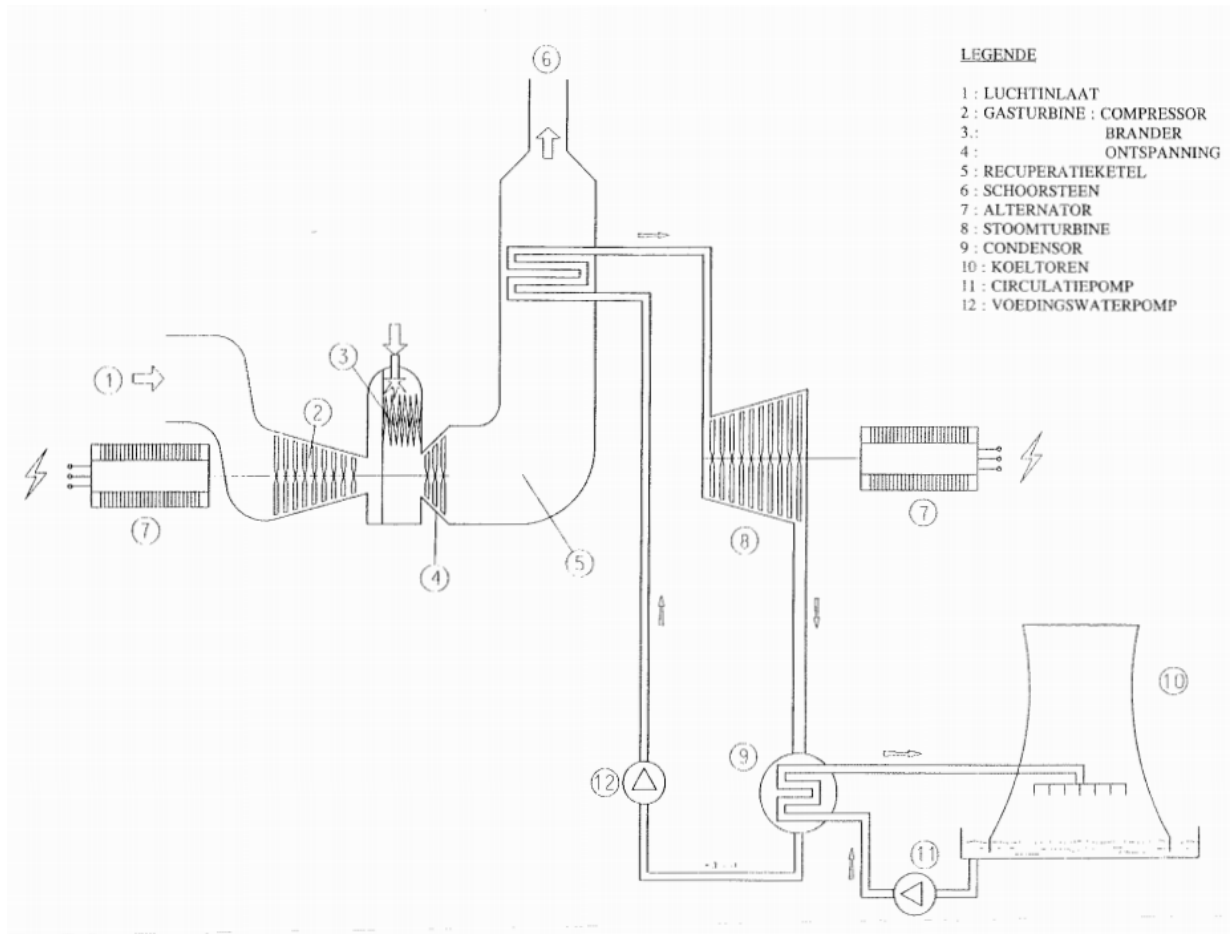 6
LEGENDE
1 : LUCHTINLAAT
2 : GASTURBINE : COMPRESSOR
3.: BRANDER
4 : ONTSPANNING
5 : RECUPERATIEKETEL
6 : SCHOORSTEEN
7 : ALTERNATOR
8 : STOOMTURBINE
9 : CONDENSOR
10 : KOELTOREN
11 : CIRCULATIEPOMP
12 : VOEDINGSWATERPOMP
3
1
2
7
7
8
4
5
10
9
12
11